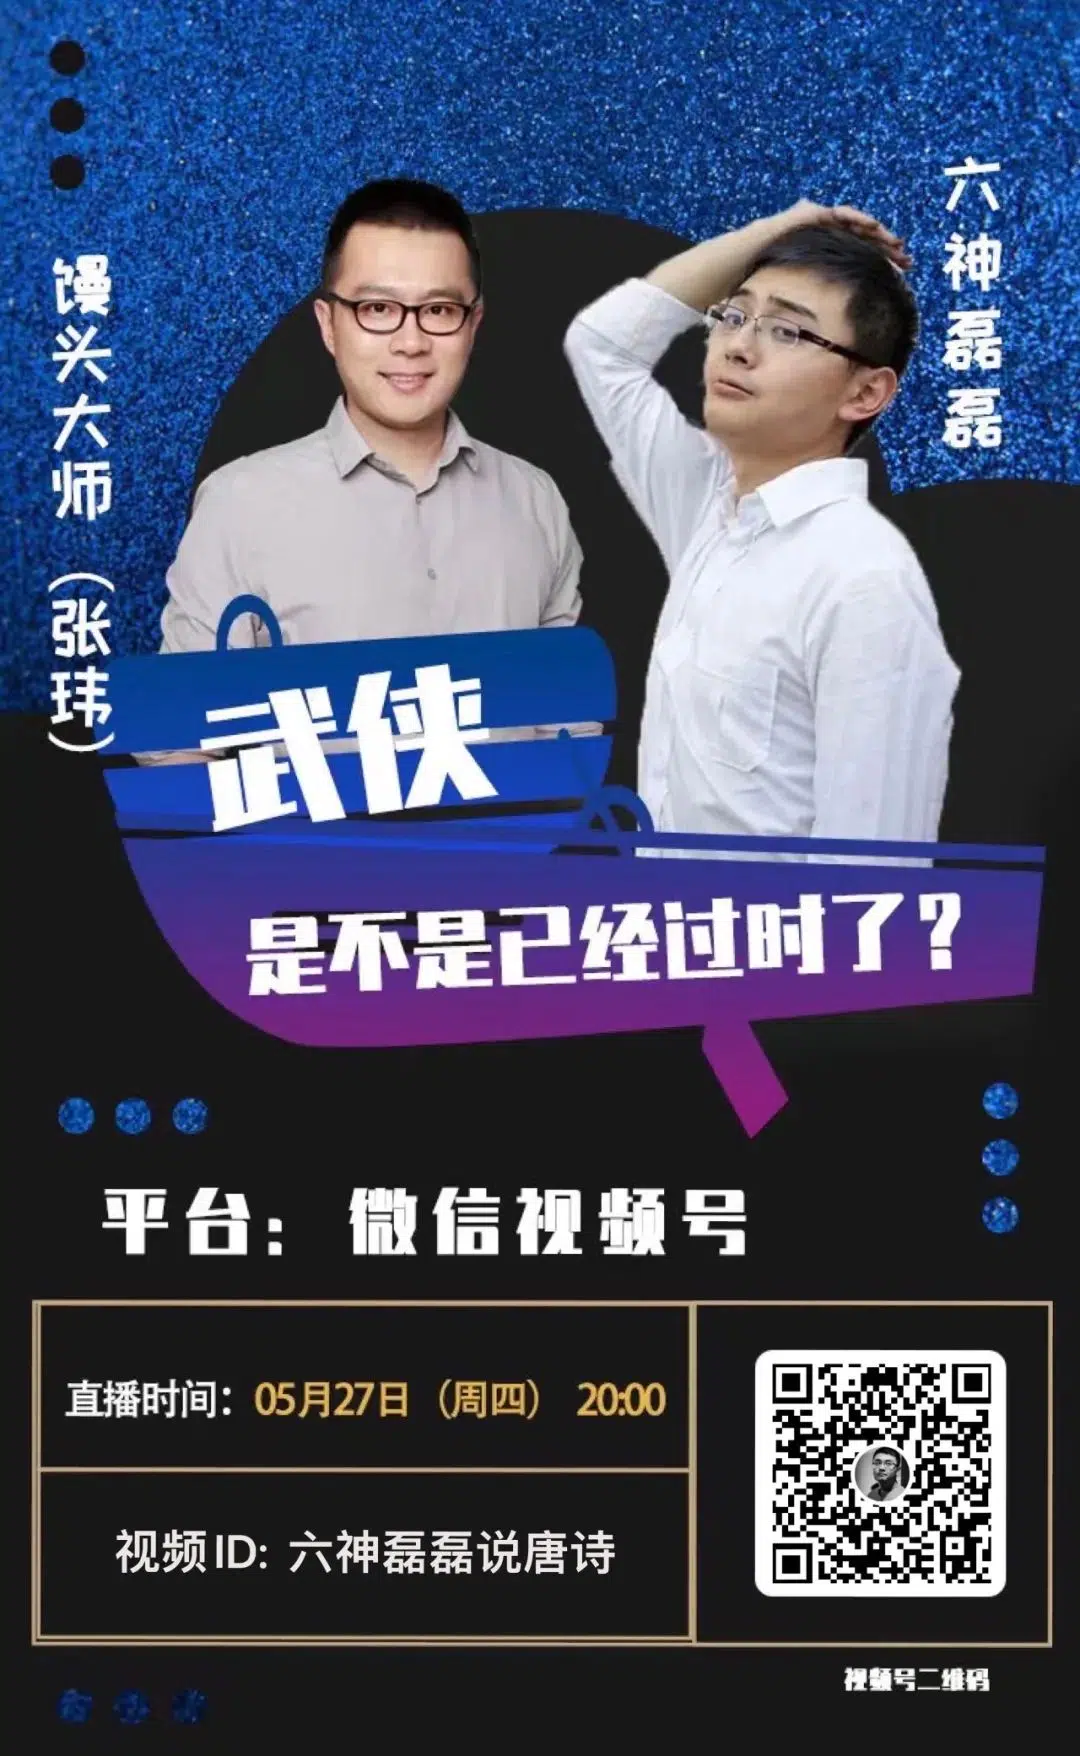 馒头大师（张玮）
六神磊磊
武侠
是不是已经过时了？
平台：微信视频号
直播时间：05月27日（周四） 20:00
视频ID: 六神磊磊说唐诗
视频号二维码